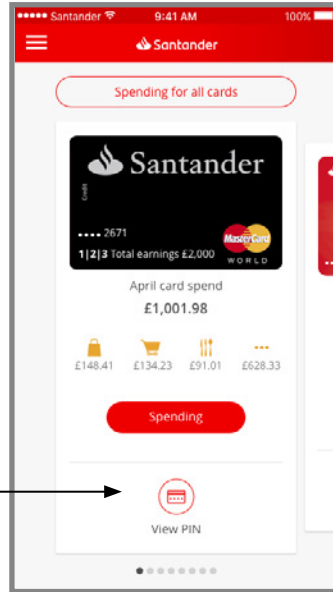 Santander 9:41 AM 100%
Santander
Spending for all cards
Santander
Credit
•••• 2671
1|2|3 Total earnings £2,000
MasterCard
WORLD
April card spend
£1,001.98
£148.41 £134.23 £91.01 £628.33
Spending
View PIN